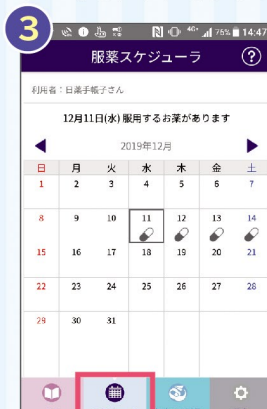 3
4G+ 76% 14:47
服薬スケジューラ ?
利用者：日薬手帳子さん
12月11日(水) 服用するお薬があります
2019年12月
日 月 火 水 木 金 土
1 2 3 4 5 6 7
8 9 10 11 12 13 14
15 16 17 18 19 20 21
22 23 24 25 26 27 28
29 30 31